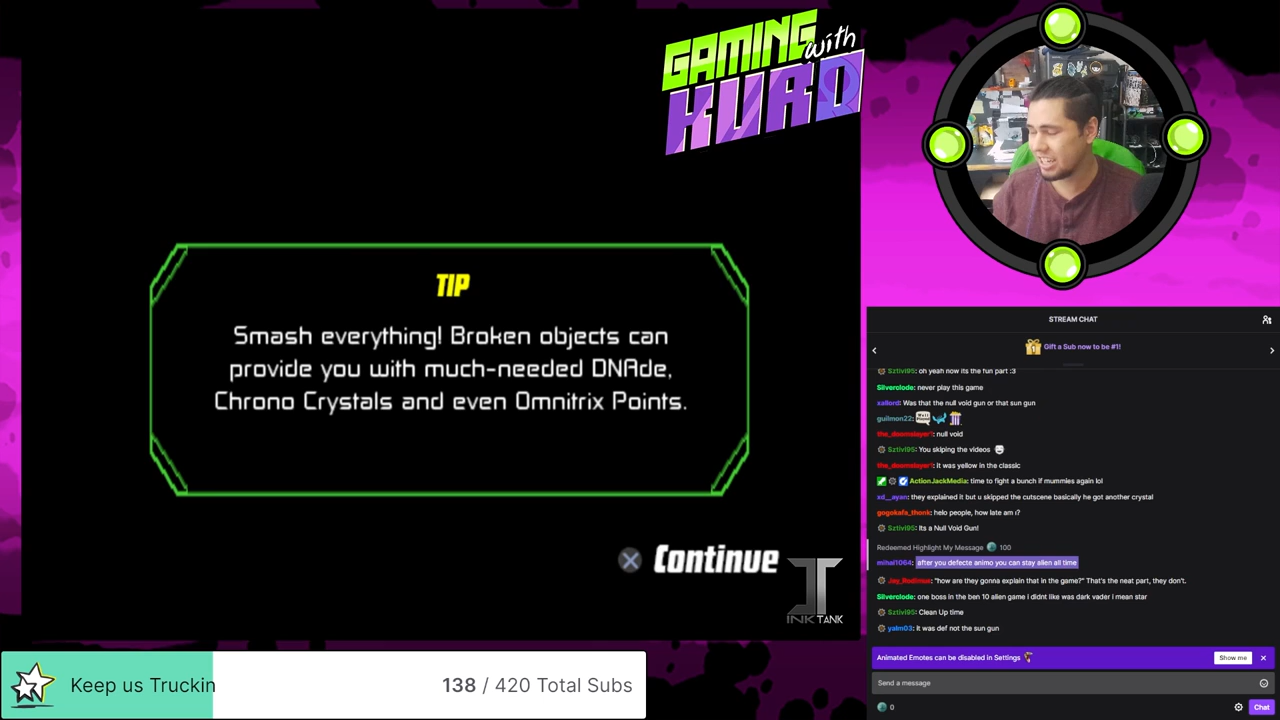 GAMING with
KURO
TIP
Smash everything! Broken objects can
provide you with much-needed DNAde,
Chrono Crystals and even Omnitrix Points.
Continue
INKTANK
Keep us Truckin
138 / 420 Total Subs
STREAM CHAT
Gift a Sub now to be #1!
Sztivi95: oh yeah now its the fun part :3
Silverclode: never play this game
xallord: Was that the null void gun or that sun gun
guilmon22:
the_doomslayer1: null void
Sztivi95: You skiping the videos
the_doomslayer1: it was yellow in the classic
ActionJackMedia: time to fight a bunch if mummies again lol
xd__ayan: they explained it but u skipped the cutscene basically he got another crystal
gogokafa_thonk: helo people, how late am ı?
Sztivi95: Its a Null Void Gun!
Redeemed Highlight My Message 100
mihal1064: after you defecte animo you can stay alien all time
Jay_Redinus: "how are they gonna explain that in the game?" That's the neat part, they don't.
Silverclode: one boss in the ben 10 alien game I didnt like was dark vader I mean star
Sztivi95: Clean Up time
yalm03: It was def not the sun gun
Animated Emotes can be disabled in Settings
Show me
Send a message
0
Chat